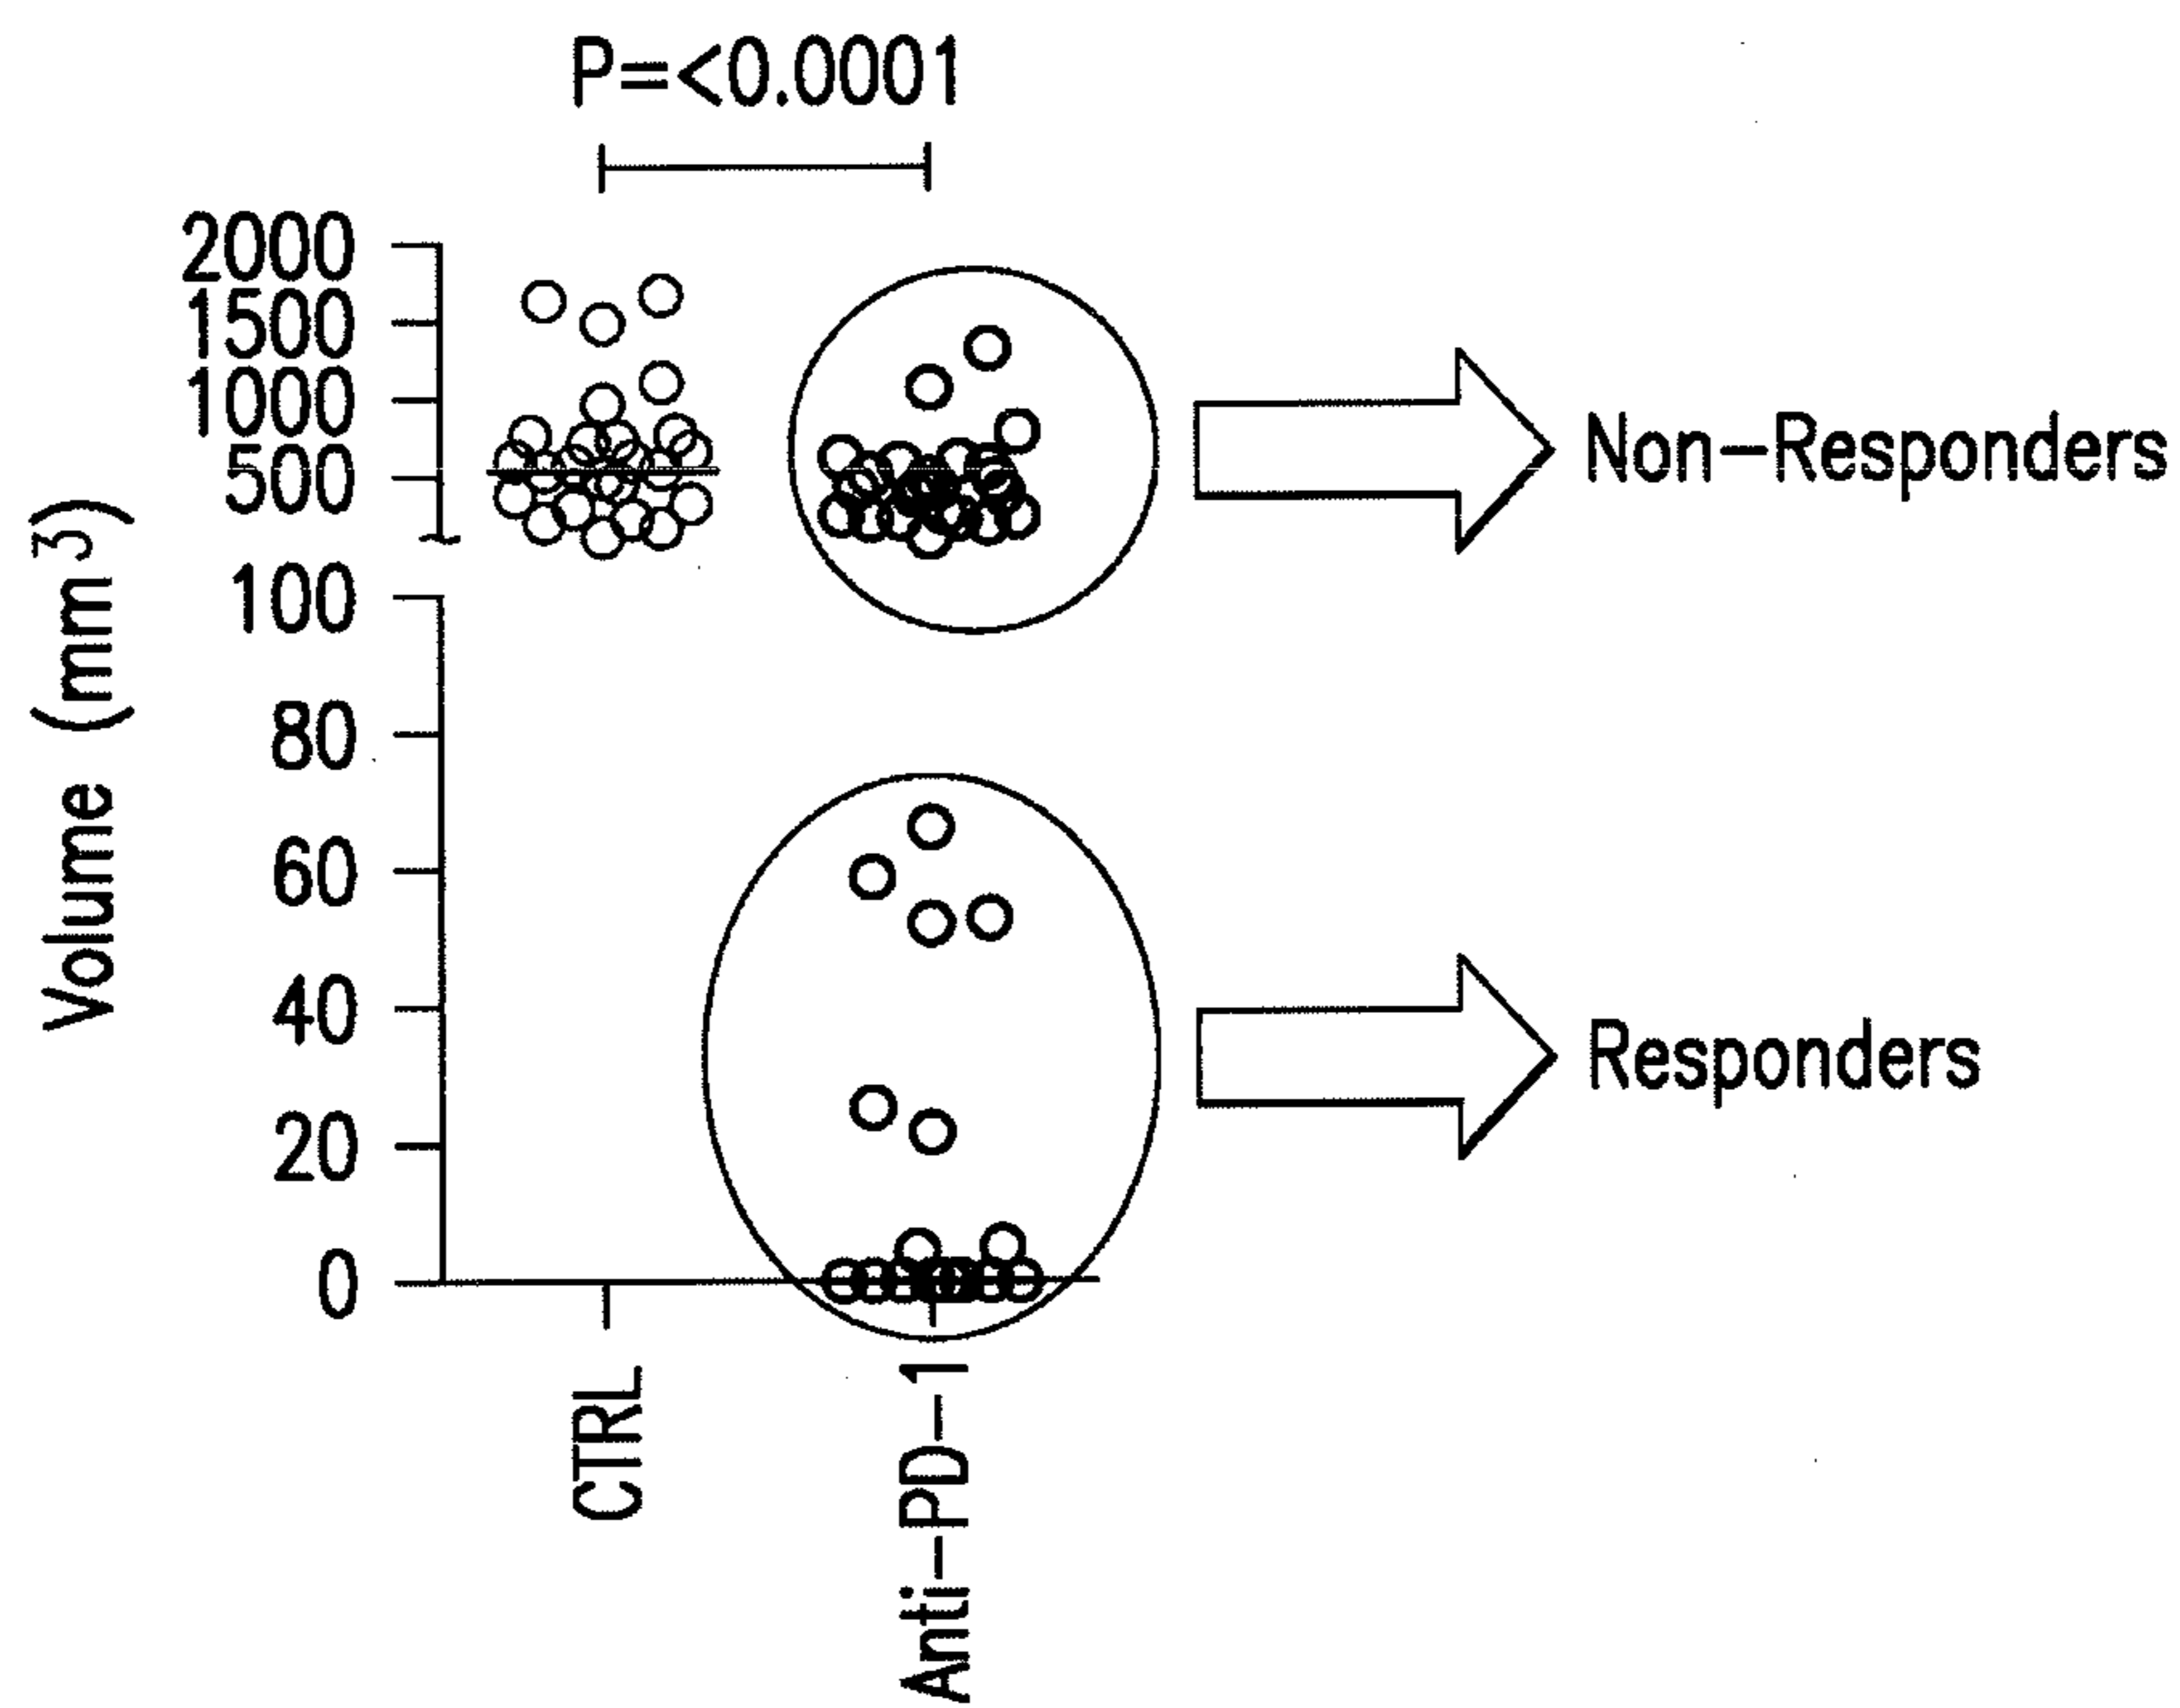 P=<0.0001
2000
1500
1000
500
100
80
60
40
20
0
Volume (mm³)
Non-Responders
Responders
CTRL
Anti-PD-1